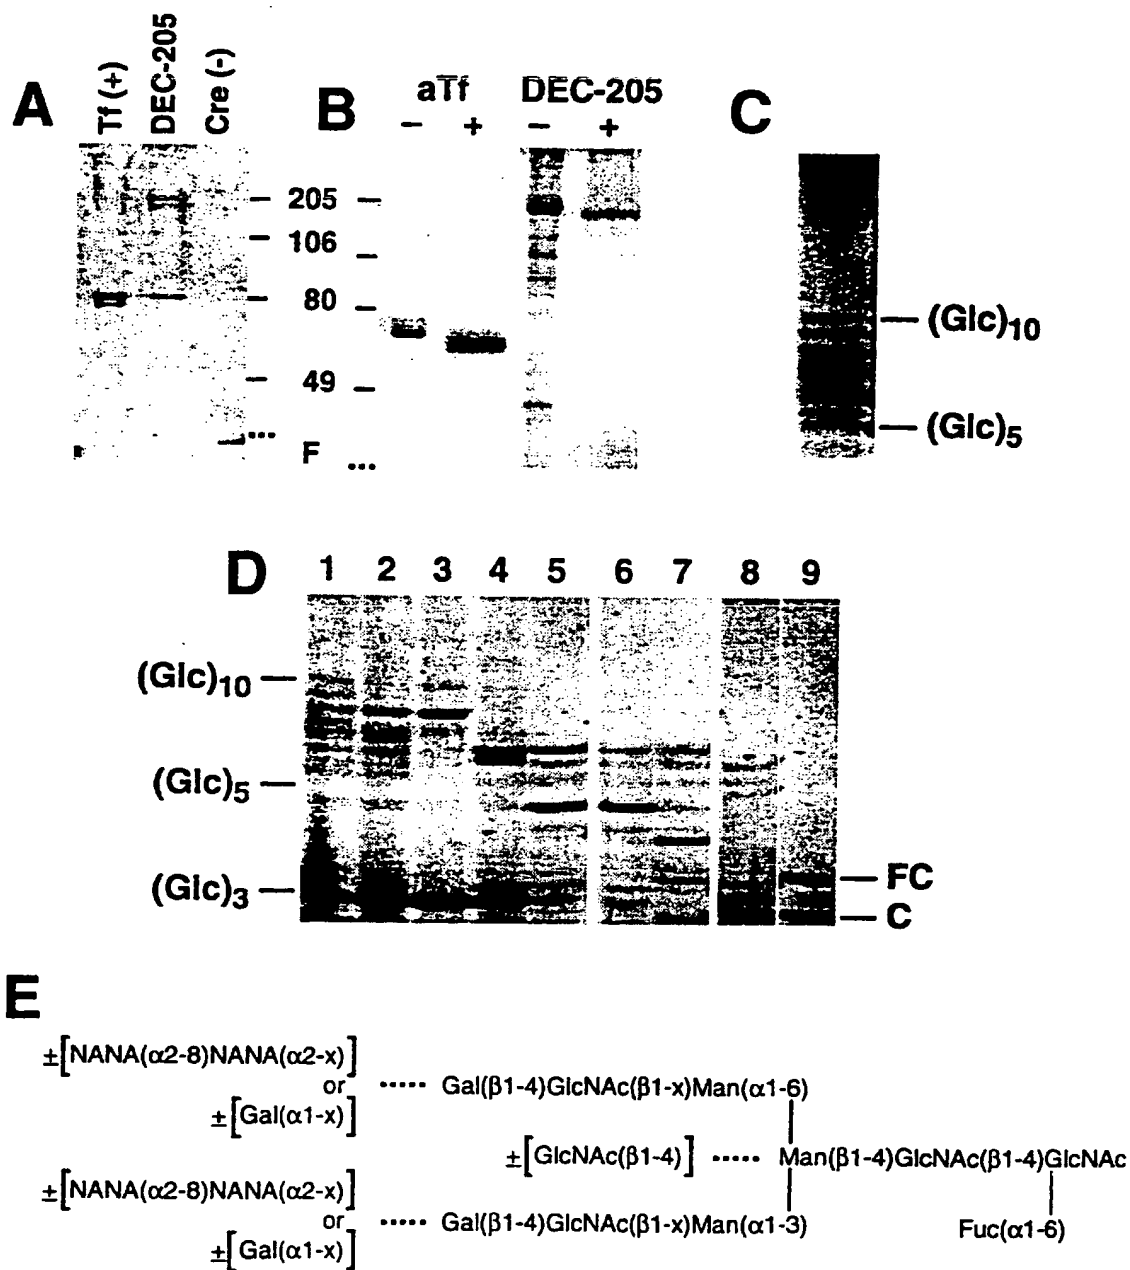 A
Tf (+)
DEC-205
Cre (-)
205
106
80
49
F
B
aTf
DEC-205
− + − +
C
(Glc)10
(Glc)5
D
1 2 3 4 5 6 7 8 9
(Glc)10
(Glc)5
(Glc)3
FC
C
E
±[NANA(α2-8)NANA(α2-x)]
or
±[Gal(α1-x)]
Gal(β1-4)GlcNAc(β1-x)Man(α1-6)
±[GlcNAc(β1-4)]
Man(β1-4)GlcNAc(β1-4)GlcNAc
±[NANA(α2-8)NANA(α2-x)]
or
±[Gal(α1-x)]
Gal(β1-4)GlcNAc(β1-x)Man(α1-3)
Fuc(α1-6)